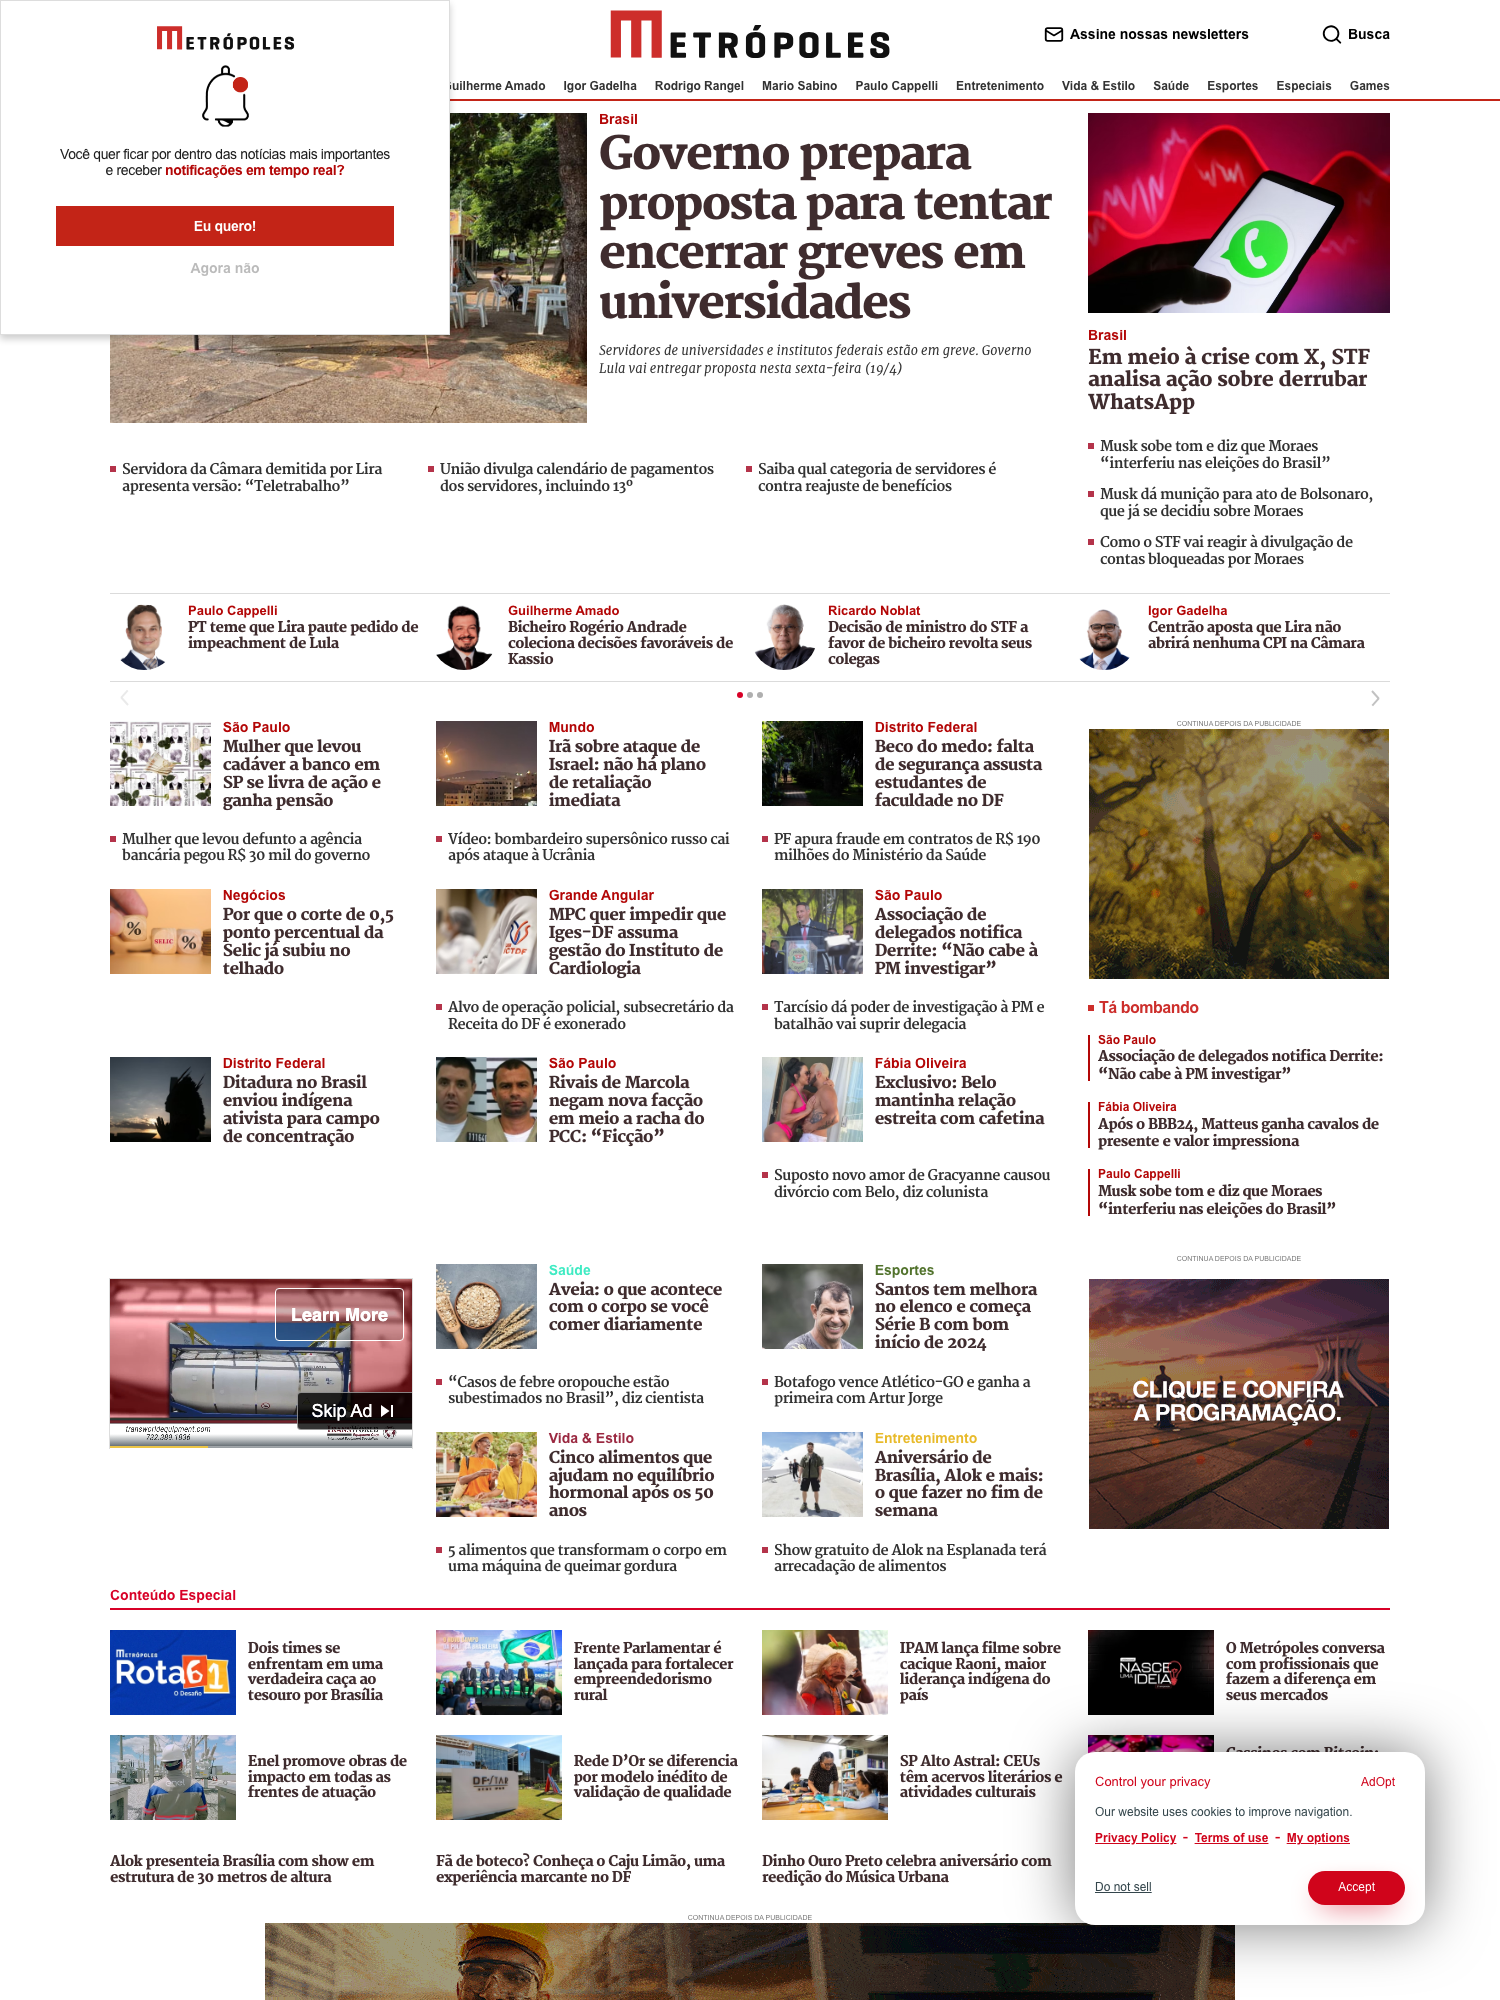 METRÓPOLES
Você quer ficar por dentro das notícias mais importantes
e receber notificações em tempo real?
Eu quero!
Agora não
METRÓPOLES
Assine nossas newsletters
Busca
Guilherme Amado
Igor Gadelha
Rodrigo Rangel
Mario Sabino
Paulo Cappelli
Entretenimento
Vida & Estilo
Saúde
Esportes
Especiais
Games
Brasil
Governo prepara
proposta para tentar
encerrar greves em
universidades
Servidores de universidades e institutos federais estão em greve. Governo
Lula vai entregar proposta nesta sexta-feira (19/4)
Brasil
Em meio à crise com X, STF
analisa ação sobre derrubar
WhatsApp
Musk sobe tom e diz que Moraes
“interferiu nas eleições do Brasil”
Musk dá munição para ato de Bolsonaro,
que já se decidiu sobre Moraes
Como o STF vai reagir à divulgação de
contas bloqueadas por Moraes
Servidora da Câmara demitida por Lira
apresenta versão: “Teletrabalho”
União divulga calendário de pagamentos
dos servidores, incluindo 13º
Saiba qual categoria de servidores é
contra reajuste de benefícios
Paulo Cappelli
PT teme que Lira paute pedido de
impeachment de Lula
Guilherme Amado
Bicheiro Rogério Andrade
coleciona decisões favoráveis de
Kassio
Ricardo Noblat
Decisão de ministro do STF a
favor de bicheiro revolta seus
colegas
Igor Gadelha
Centrão aposta que Lira não
abrirá nenhuma CPI na Câmara
São Paulo
Mulher que levou
cadáver a banco em
SP se livra de ação e
ganha pensão
Mulher que levou defunto a agência
bancária pegou R$ 30 mil do governo
Mundo
Irã sobre ataque de
Israel: não há plano
de retaliação
imediata
Vídeo: bombardeiro supersônico russo cai
após ataque à Ucrânia
Distrito Federal
Beco do medo: falta
de segurança assusta
estudantes de
faculdade no DF
PF apura fraude em contratos de R$ 190
milhões do Ministério da Saúde
CONTINUA DEPOIS DA PUBLICIDADE
Negócios
Por que o corte de 0,5
ponto percentual da
Selic já subiu no
telhado
%
SELIC
%
Grande Angular
MPC quer impedir que
Iges-DF assuma
gestão do Instituto de
Cardiologia
ICTDF
Alvo de operação policial, subsecretário da
Receita do DF é exonerado
São Paulo
Associação de
delegados notifica
Derrite: “Não cabe à
PM investigar”
Tarcísio dá poder de investigação à PM e
batalhão vai suprir delegacia
Tá bombando
São Paulo
Associação de delegados notifica Derrite:
“Não cabe à PM investigar”
Fábia Oliveira
Após o BBB24, Matteus ganha cavalos de
presente e valor impressiona
Paulo Cappelli
Musk sobe tom e diz que Moraes
“interferiu nas eleições do Brasil”
Distrito Federal
Ditadura no Brasil
enviou indígena
ativista para campo
de concentração
São Paulo
Rivais de Marcola
negam nova facção
em meio a racha do
PCC: “Ficção”
Fábia Oliveira
Exclusivo: Belo
mantinha relação
estreita com cafetina
Suposto novo amor de Gracyanne causou
divórcio com Belo, diz colunista
CONTINUA DEPOIS DA PUBLICIDADE
Learn More
Skip Ad
transworldequipment.com
732.389.1936
TRANSWORLD
Saúde
Aveia: o que acontece
com o corpo se você
comer diariamente
“Casos de febre oropouche estão
subestimados no Brasil”, diz cientista
Esportes
Santos tem melhora
no elenco e começa
Série B com bom
início de 2024
Botafogo vence Atlético-GO e ganha a
primeira com Artur Jorge
CLIQUE E CONFIRA
A PROGRAMAÇÃO.
Vida & Estilo
Cinco alimentos que
ajudam no equilíbrio
hormonal após os 50
anos
5 alimentos que transformam o corpo em
uma máquina de queimar gordura
Entretenimento
Aniversário de
Brasília, Alok e mais:
o que fazer no fim de
semana
Show gratuito de Alok na Esplanada terá
arrecadação de alimentos
Conteúdo Especial
METRÓPOLES
Rota61
O Desafio
Dois times se
enfrentam em uma
verdadeira caça ao
tesouro por Brasília
Frente Parlamentar é
lançada para fortalecer
empreendedorismo
rural
IPAM lança filme sobre
cacique Raoni, maior
liderança indígena do
país
NASCE
UMA IDEIA
O Metrópoles conversa
com profissionais que
fazem a diferença em
seus mercados
Enel promove obras de
impacto em todas as
frentes de atuação
DF STAR
Rede D’Or se diferencia
por modelo inédito de
validação de qualidade
SP Alto Astral: CEUs
têm acervos literários e
atividades culturais
Cassinos com Bitcoin:
Alok presenteia Brasília com show em
estrutura de 30 metros de altura
Fã de boteco? Conheça o Caju Limão, uma
experiência marcante no DF
Dinho Ouro Preto celebra aniversário com
reedição do Música Urbana
Control your privacy
AdOpt
Our website uses cookies to improve navigation.
Privacy Policy - Terms of use - My options
Do not sell
Accept
CONTINUA DEPOIS DA PUBLICIDADE